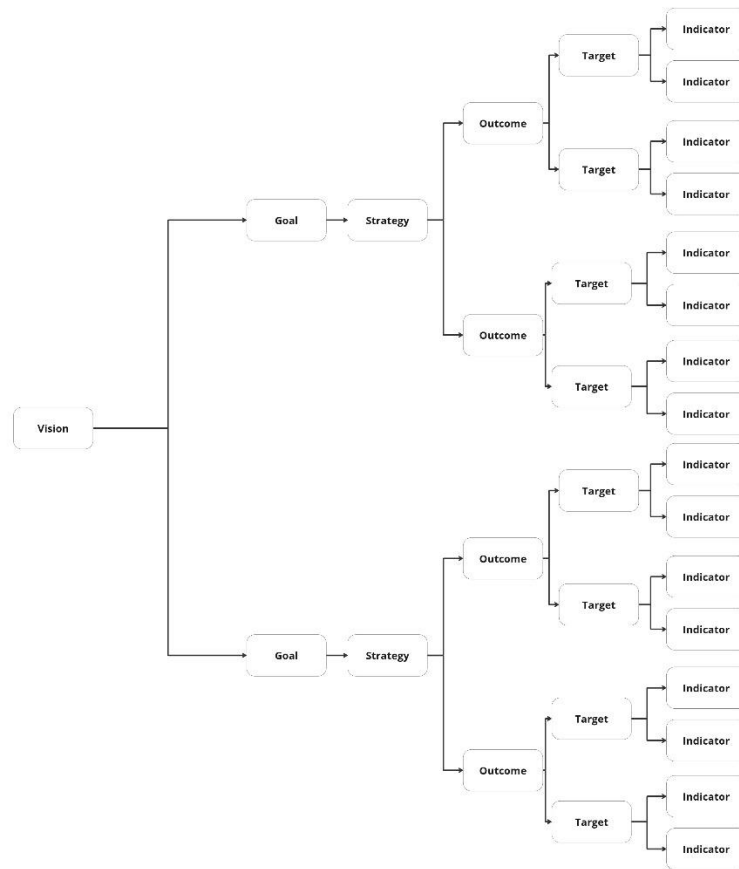 Vision
Goal
Strategy
Outcome
Target
Indicator
Indicator
Target
Indicator
Indicator
Outcome
Target
Indicator
Indicator
Target
Indicator
Indicator
Goal
Strategy
Outcome
Target
Indicator
Indicator
Target
Indicator
Indicator
Outcome
Target
Indicator
Indicator
Target
Indicator
Indicator